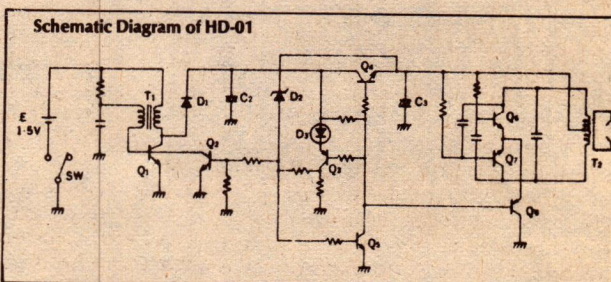 Schematic Diagram of HD-01
E
1·5V
SW
T1
Q1
D1
Q2
C2
D2
D3
Q3
Q4
C3
Q5
Q6
Q7
Q8
T2